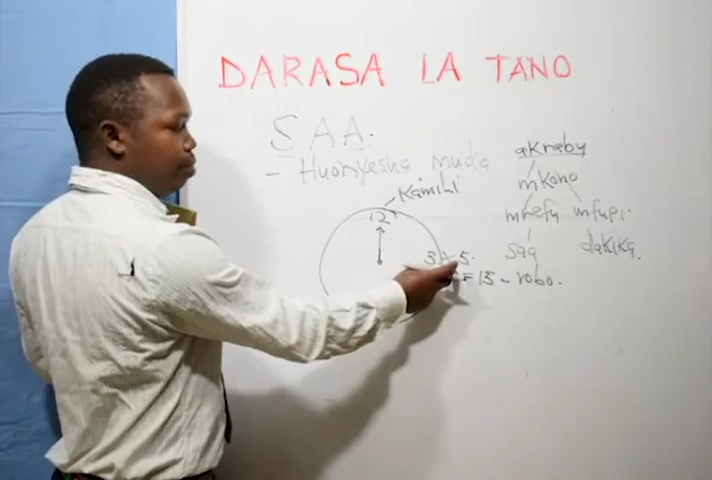 DARASA LA TANO
SAA.
- Huonyesha muda
akraby
mkono
mrefu mfupi.
saa dakika.
Kamili
12
3 5.
= 15 - robo.